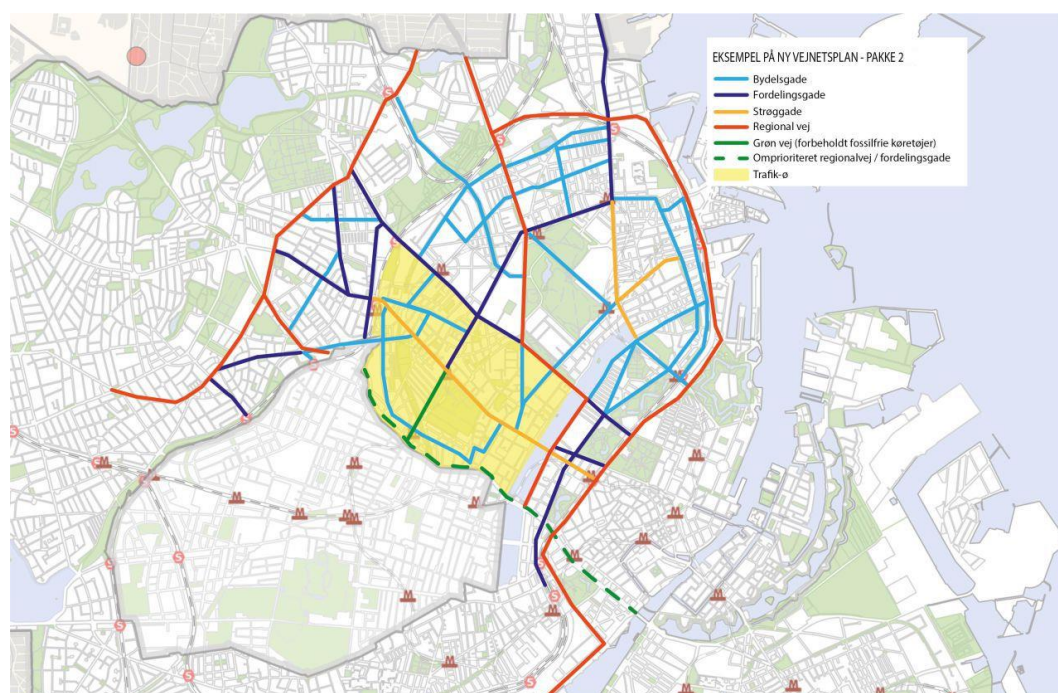 EKSEMPEL PÅ NY VEJNETSPLAN - PAKKE 2
Bydelsgade
Fordelingsgade
Strøggade
Regional vej
Grøn vej (forbeholdt fossilfrie køretøjer)
Omprioriteret regionalvej / fordelingsgade
Trafik-ø